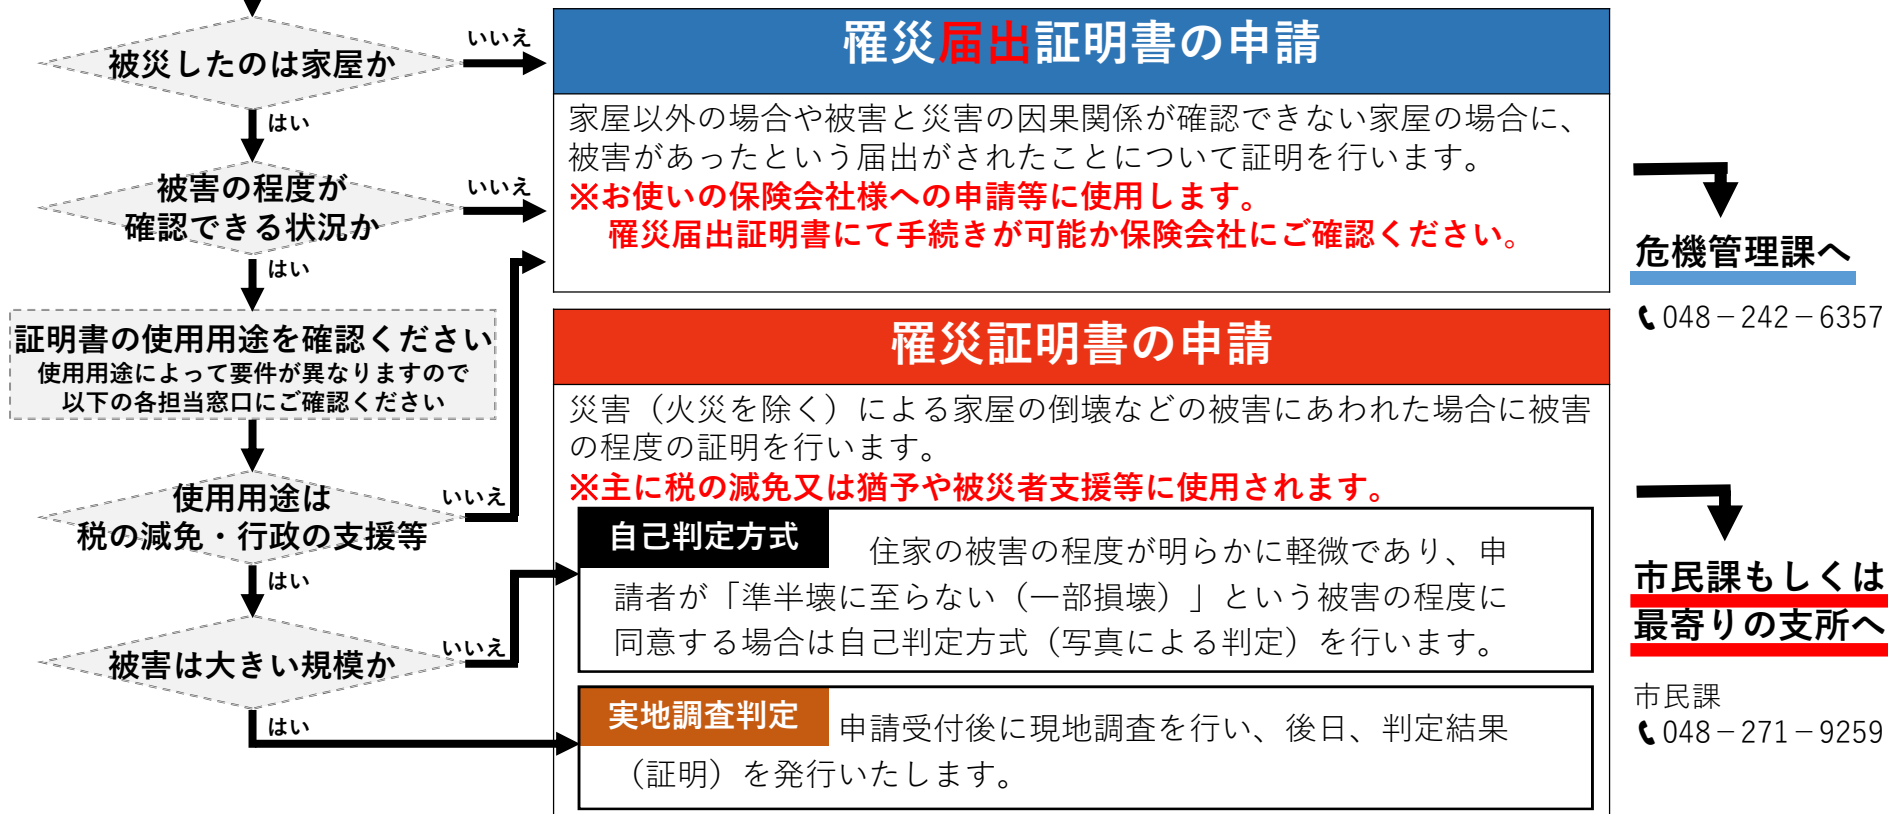 被災したのは家屋か
いいえ
はい
被害の程度が
確認できる状況か
いいえ
はい
証明書の使用用途を確認ください
使用用途によって要件が異なりますので
以下の各担当窓口にご確認ください
使用用途は
税の減免・行政の支援等
いいえ
はい
被害は大きい規模か
いいえ
はい
罹災届出証明書の申請
家屋以外の場合や被害と災害の因果関係が確認できない家屋の場合に、
被害があったという届出がされたことについて証明を行います。
※お使いの保険会社様への申請等に使用します。
罹災届出証明書にて手続きが可能か保険会社にご確認ください。
危機管理課へ
048－242－6357
罹災証明書の申請
災害（火災を除く）による家屋の倒壊などの被害にあわれた場合に被害
の程度の証明を行います。
※主に税の減免又は猶予や被災者支援等に使用されます。
自己判定方式 住家の被害の程度が明らかに軽微であり、申
請者が「準半壊に至らない（一部損壊）」という被害の程度に
同意する場合は自己判定方式（写真による判定）を行います。
実地調査判定 申請受付後に現地調査を行い、後日、判定結果
（証明）を発行いたします。
市民課もしくは
最寄りの支所へ
市民課
048－271－9259